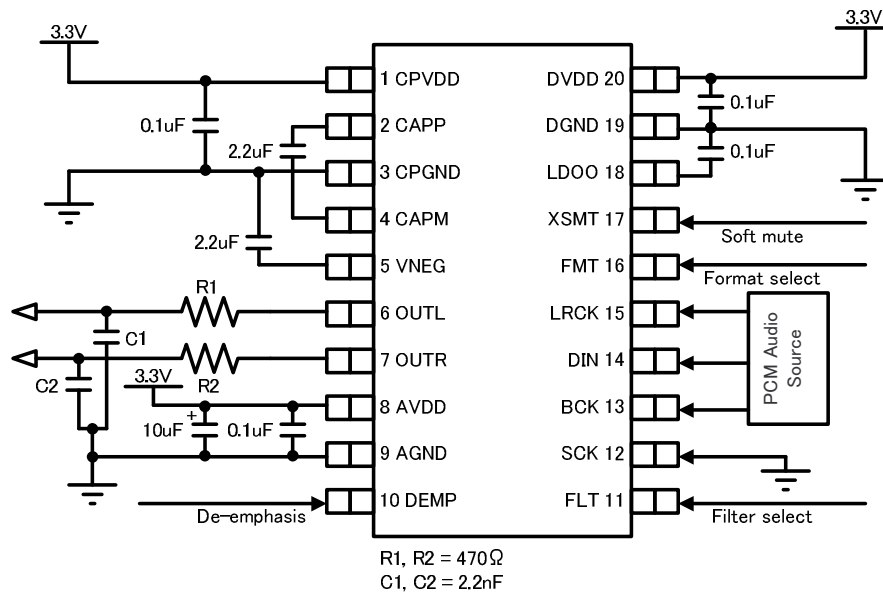 3.3V
3.3V
1 CPVDD
DVDD 20
0.1uF
0.1uF
2 CAPP
DGND 19
2.2uF
0.1uF
3 CPGND
LDOO 18
4 CAPM
XSMT 17
Soft mute
2.2uF
5 VNEG
FMT 16
Format select
R1
6 OUTL
LRCK 15
C1
PCM Audio
Source
7 OUTR
DIN 14
C2
R2
3.3V
8 AVDD
BCK 13
+
10uF
0.1uF
9 AGND
SCK 12
10 DEMP
FLT 11
De-emphasis
Filter select
R1, R2 = 470Ω
C1, C2 = 2.2nF